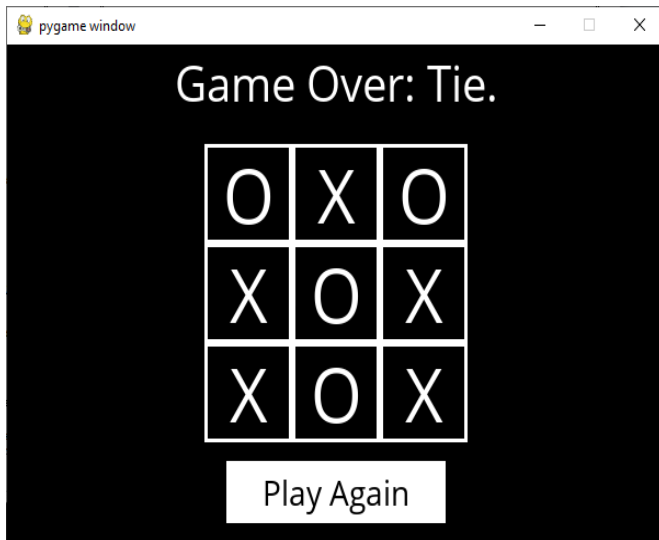 pygame window
Game Over: Tie.
O X O
X O X
X O X
Play Again